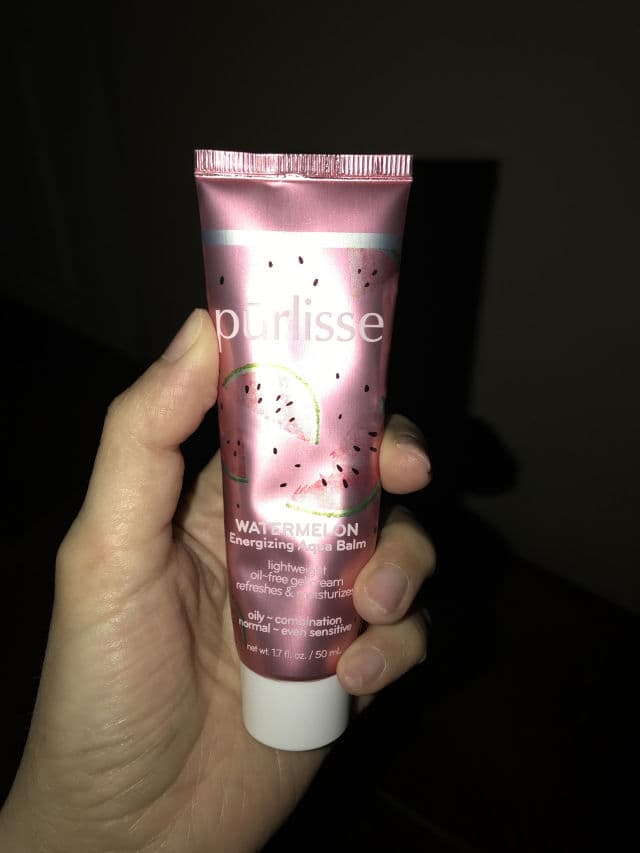 pūrlisse
WATERMELON
Energizing Aqua Balm
lightweight
oil-free gel cream
refreshes & moisturizes
oily ~ combination
normal ~ even sensitive
net wt. 1.7 fl. oz. / 50 mL